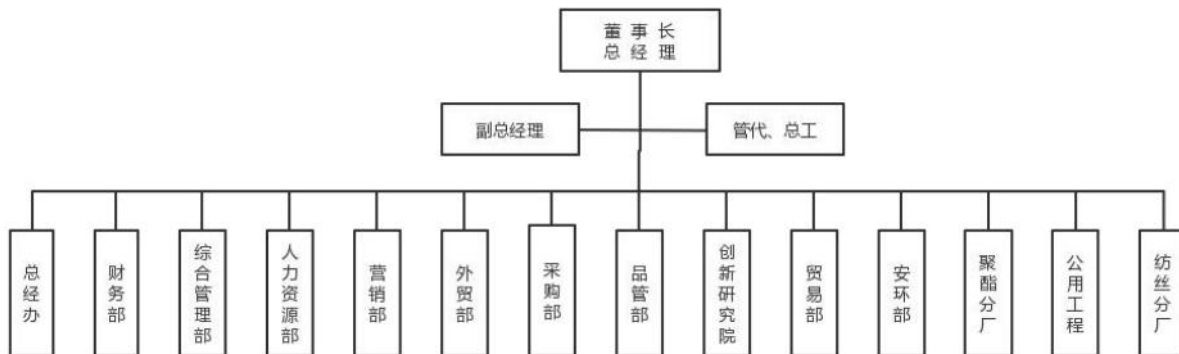 董事长
总经理
副总经理
管代、总工
总经办
财务部
综合管理部
人力资源部
营销部
外贸部
采购部
品管部
创新研究院
贸易部
安环部
聚酯分厂
公用工程
纺丝分厂